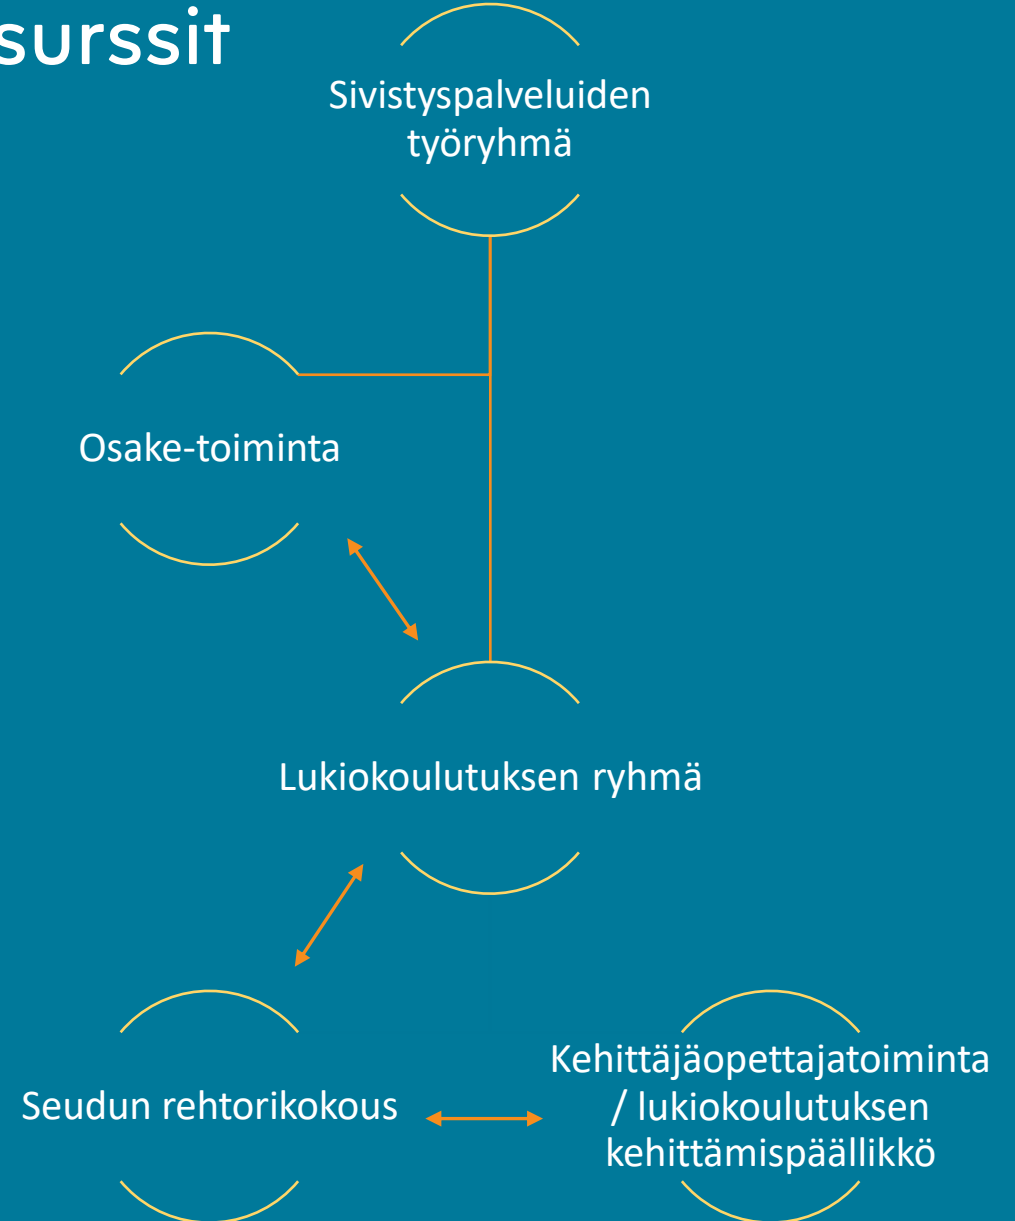 surssit
Sivistyspalveluiden
työryhmä
Osake-toiminta
Lukiokoulutuksen ryhmä
Seudun rehtorikokous
Kehittäjäopettajatoiminta
/ lukiokoulutuksen
kehittämispäällikkö